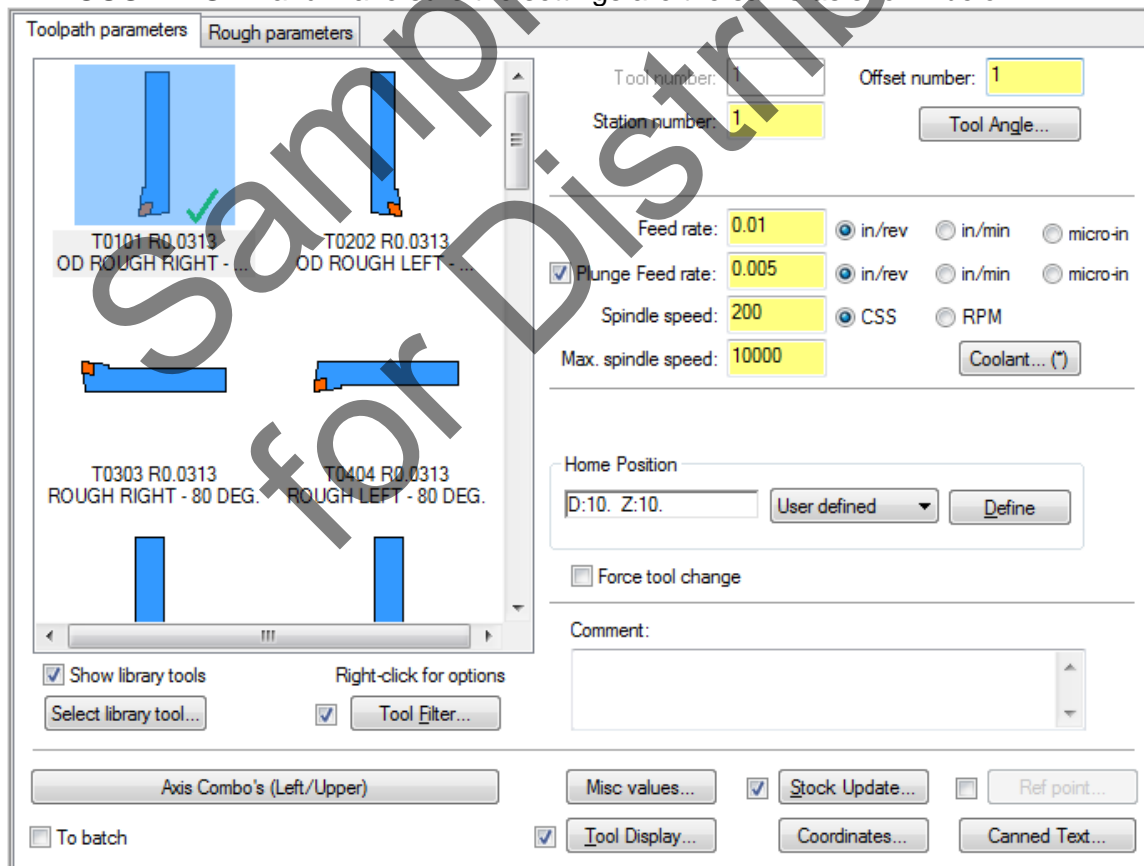 Toolpath parameters
Rough parameters
Tool number: 1
Offset number: 1
Station number: 1
Tool Angle...
T0101 R0.0313
OD ROUGH RIGHT - ...
T0202 R0.0313
OD ROUGH LEFT - ...
Feed rate: 0.01 in/rev in/min micro-in
Plunge Feed rate: 0.005 in/rev in/min micro-in
Spindle speed: 200 CSS RPM
Max. spindle speed: 10000
Coolant... (*)
T0303 R0.0313
ROUGH RIGHT - 80 DEG.
T0404 R0.0313
ROUGH LEFT - 80 DEG.
Home Position
D:10. Z:10.
User defined
Define
Force tool change
Comment:
Show library tools
Right-click for options
Select library tool...
Tool Filter...
Axis Combo's (Left/Upper)
Misc values...
Stock Update...
Ref point...
To batch
Tool Display...
Coordinates...
Canned Text...
for